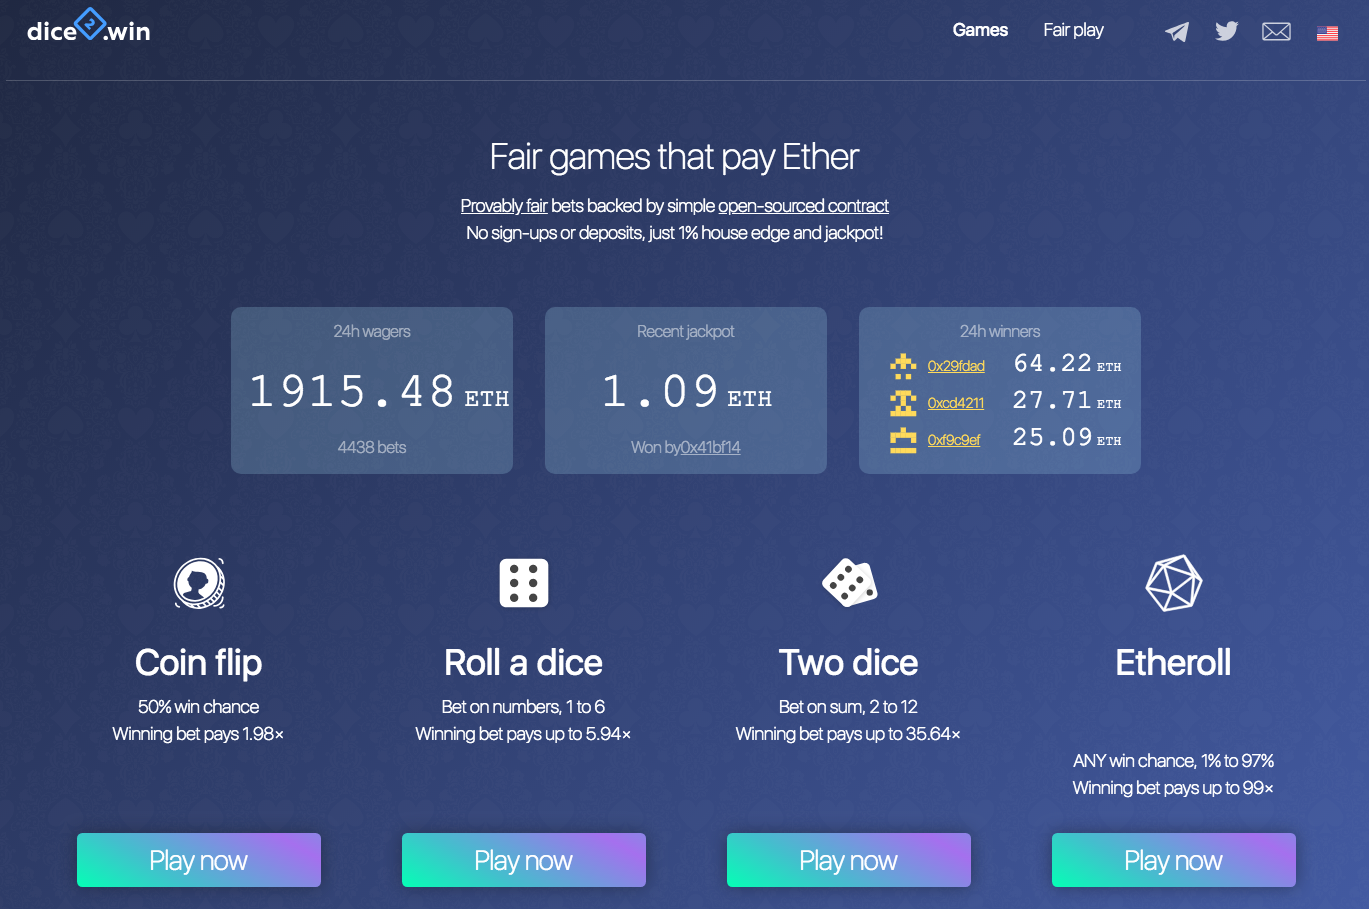 dice2.win
Games
Fair play
Fair games that pay Ether
Provably fair bets backed by simple open-sourced contract
No sign-ups or deposits, just 1% house edge and jackpot!
24h wagers
1915.48 ETH
4438 bets
Recent jackpot
1.09 ETH
Won by0x41bf14
24h winners
0x29fdad 64.22 ETH
0xcd4211 27.71 ETH
0xf9c9ef 25.09 ETH
Coin flip
50% win chance
Winning bet pays 1.98×
Play now
Roll a dice
Bet on numbers, 1 to 6
Winning bet pays up to 5.94×
Play now
Two dice
Bet on sum, 2 to 12
Winning bet pays up to 35.64×
Play now
Etheroll
ANY win chance, 1% to 97%
Winning bet pays up to 99×
Play now